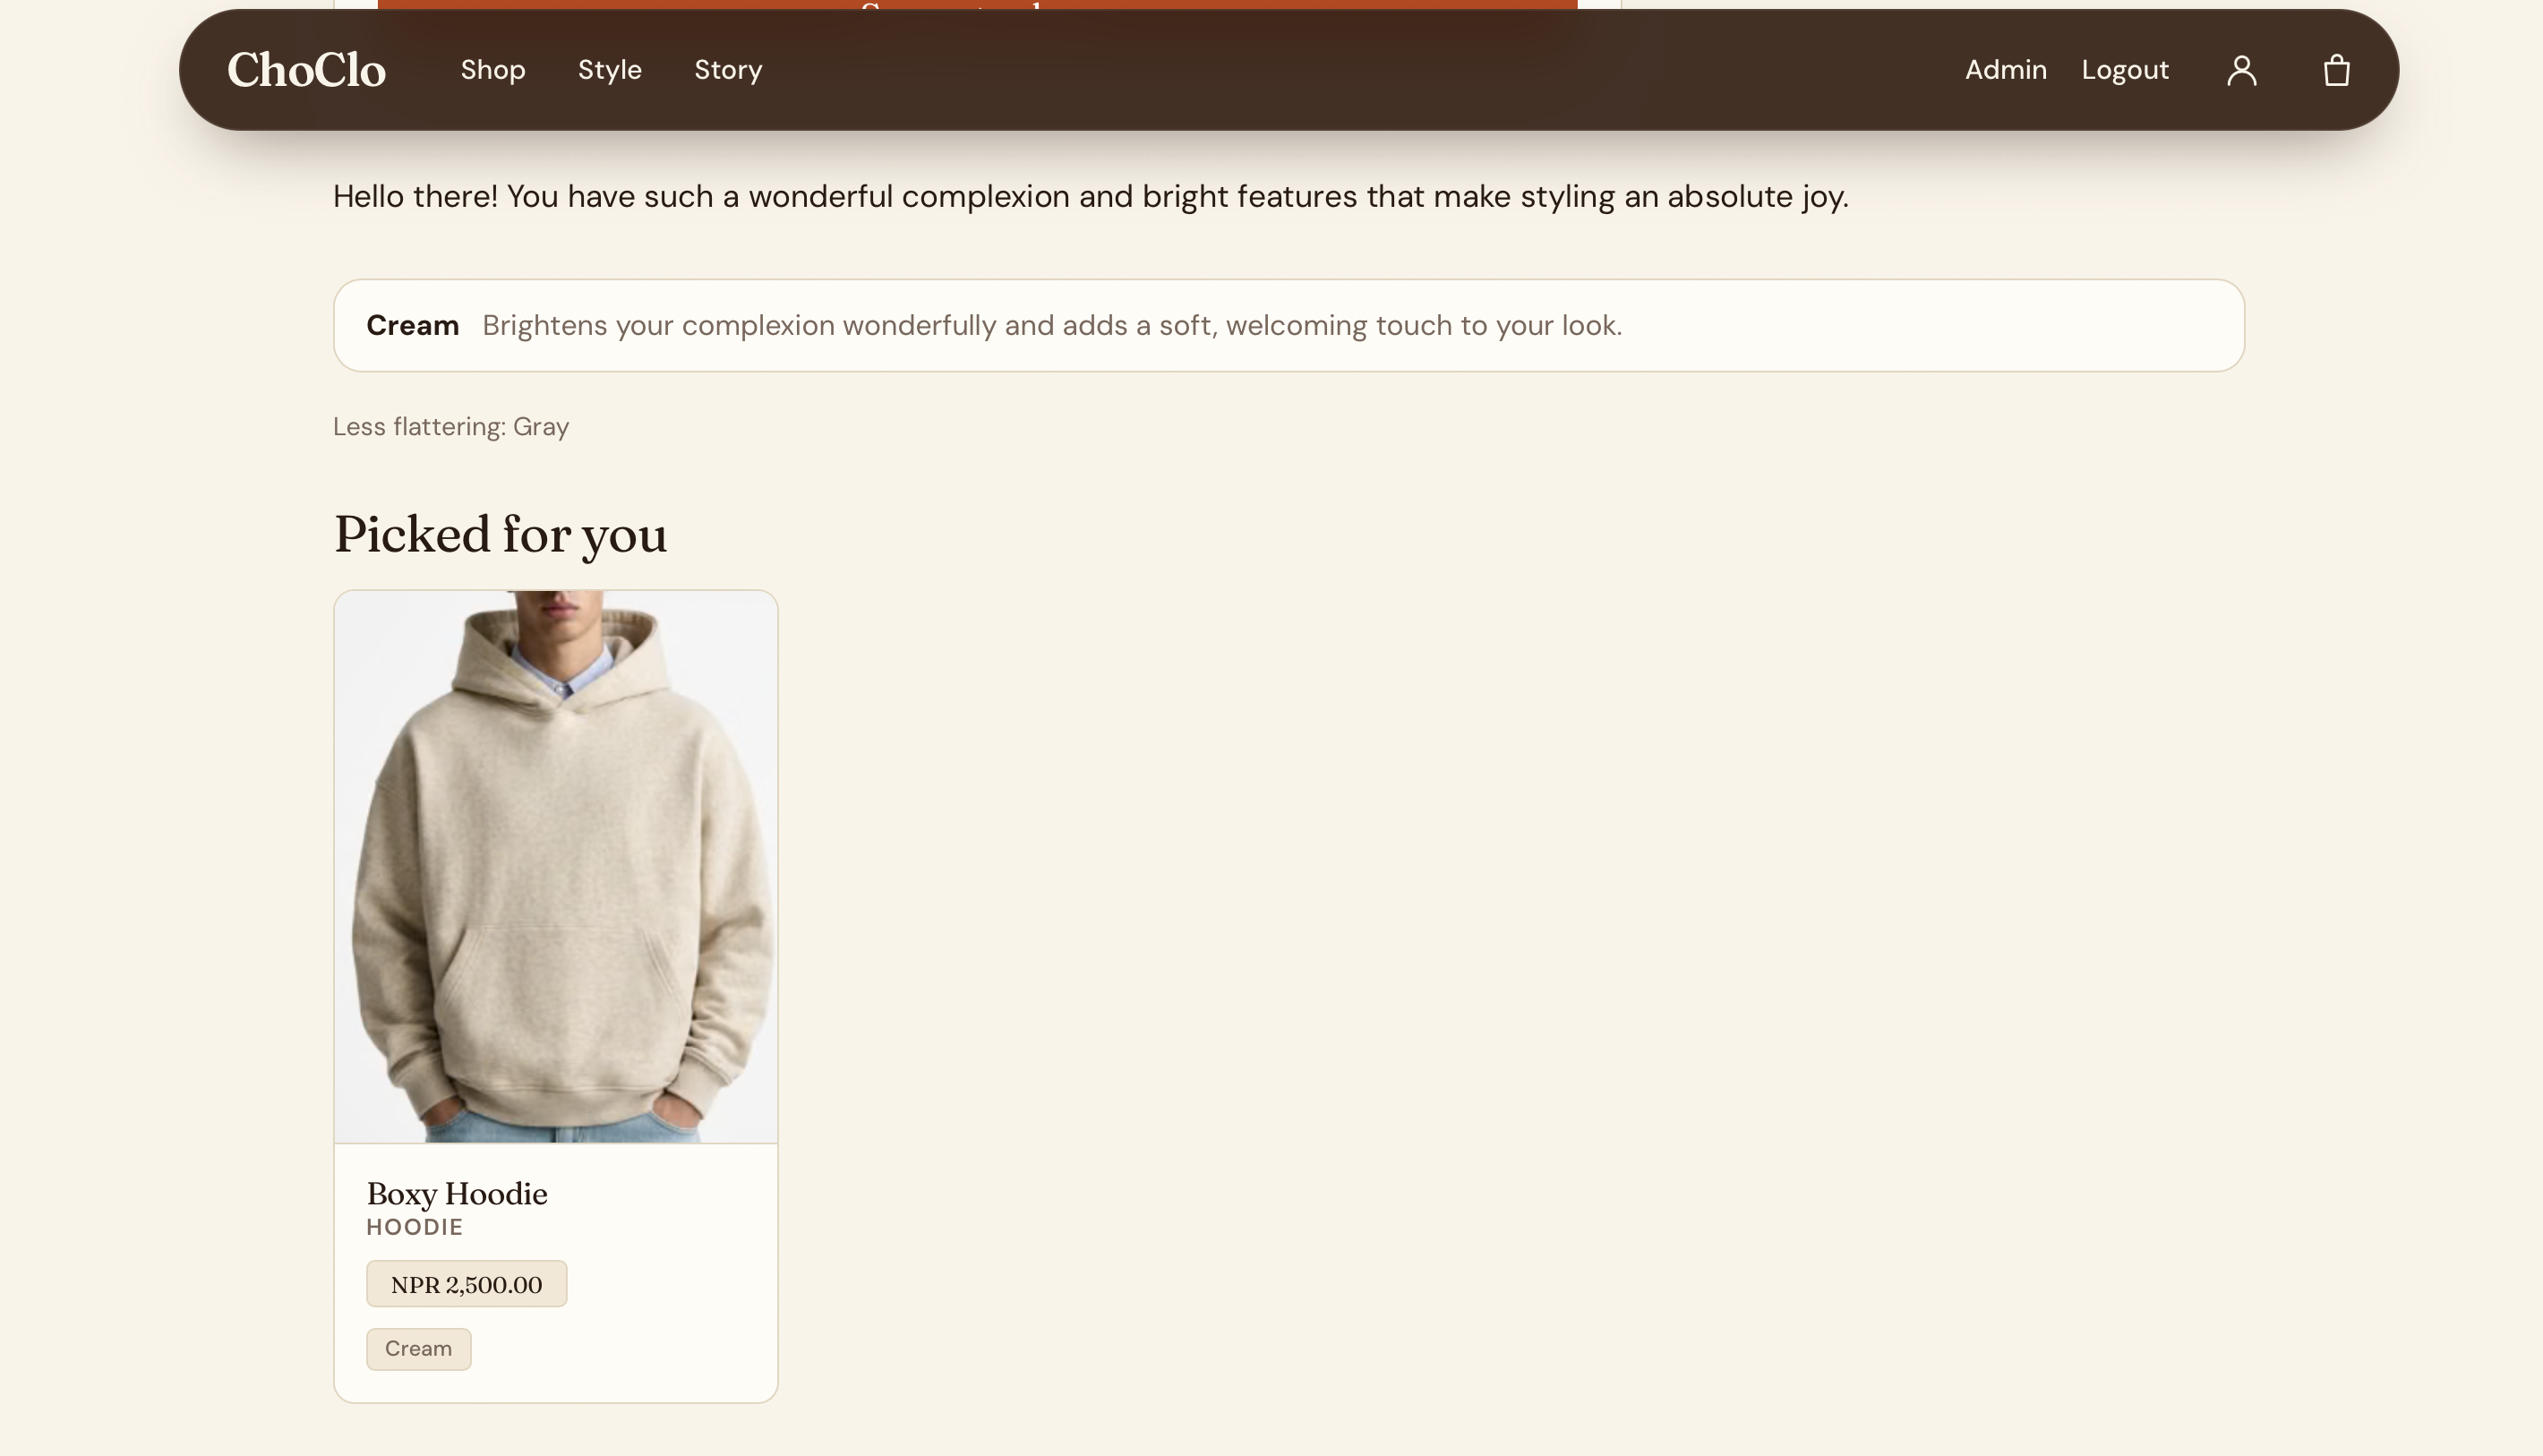 ChoClo Shop Style Story Admin Logout
Hello there! You have such a wonderful complexion and bright features that make styling an absolute joy.
Cream Brightens your complexion wonderfully and adds a soft, welcoming touch to your look.
Less flattering: Gray
Picked for you
Boxy Hoodie
HOODIE
NPR 2,500.00
Cream